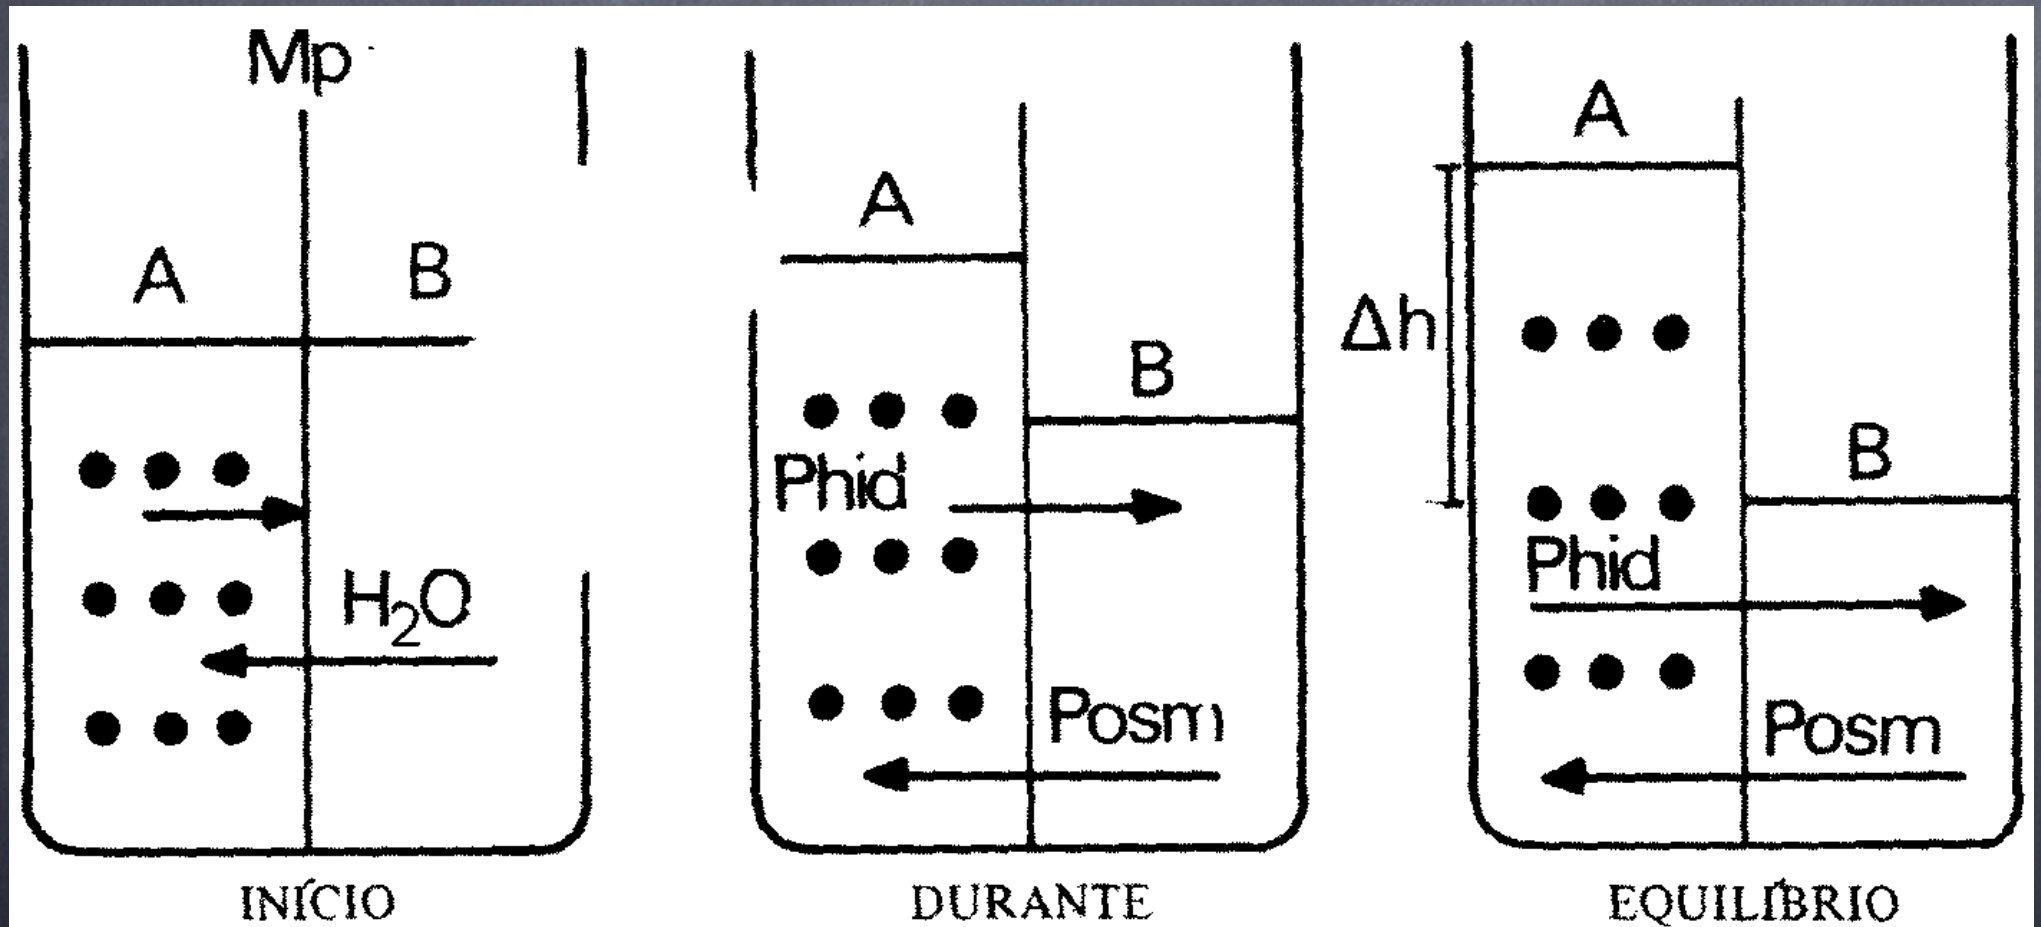 Mp
A
B
H₂O
INÍCIO
A
B
Phid
Posm
DURANTE
A
Δh
B
Phid
Posm
EQUILÍBRIO